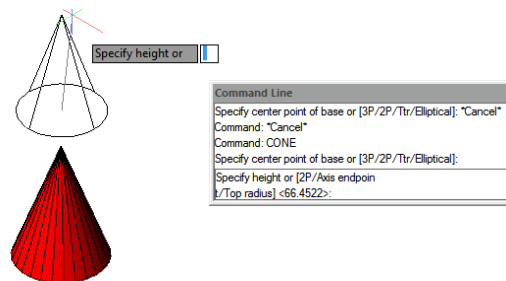 Specify height or
Command Line
Specify center point of base or [3P/2P/Ttr/Elliptical]: *Cancel*
Command: *Cancel*
Command: CONE
Specify center point of base or [3P/2P/Ttr/Elliptical]:
Specify height or [2P/Axis endpoin
t/Top radius] <66.4522>: